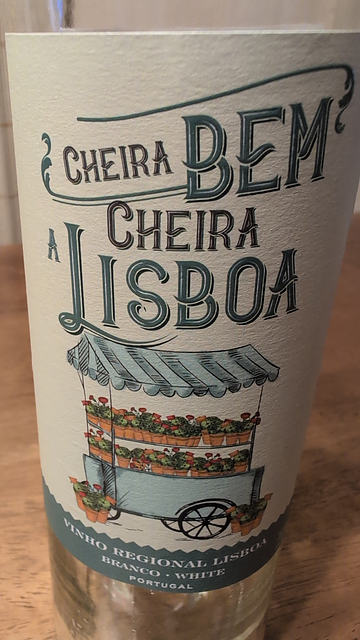 CHEIRA BEM
CHEIRA
A LISBOA
VINHO REGIONAL LISBOA
BRANCO · WHITE
PORTUGAL